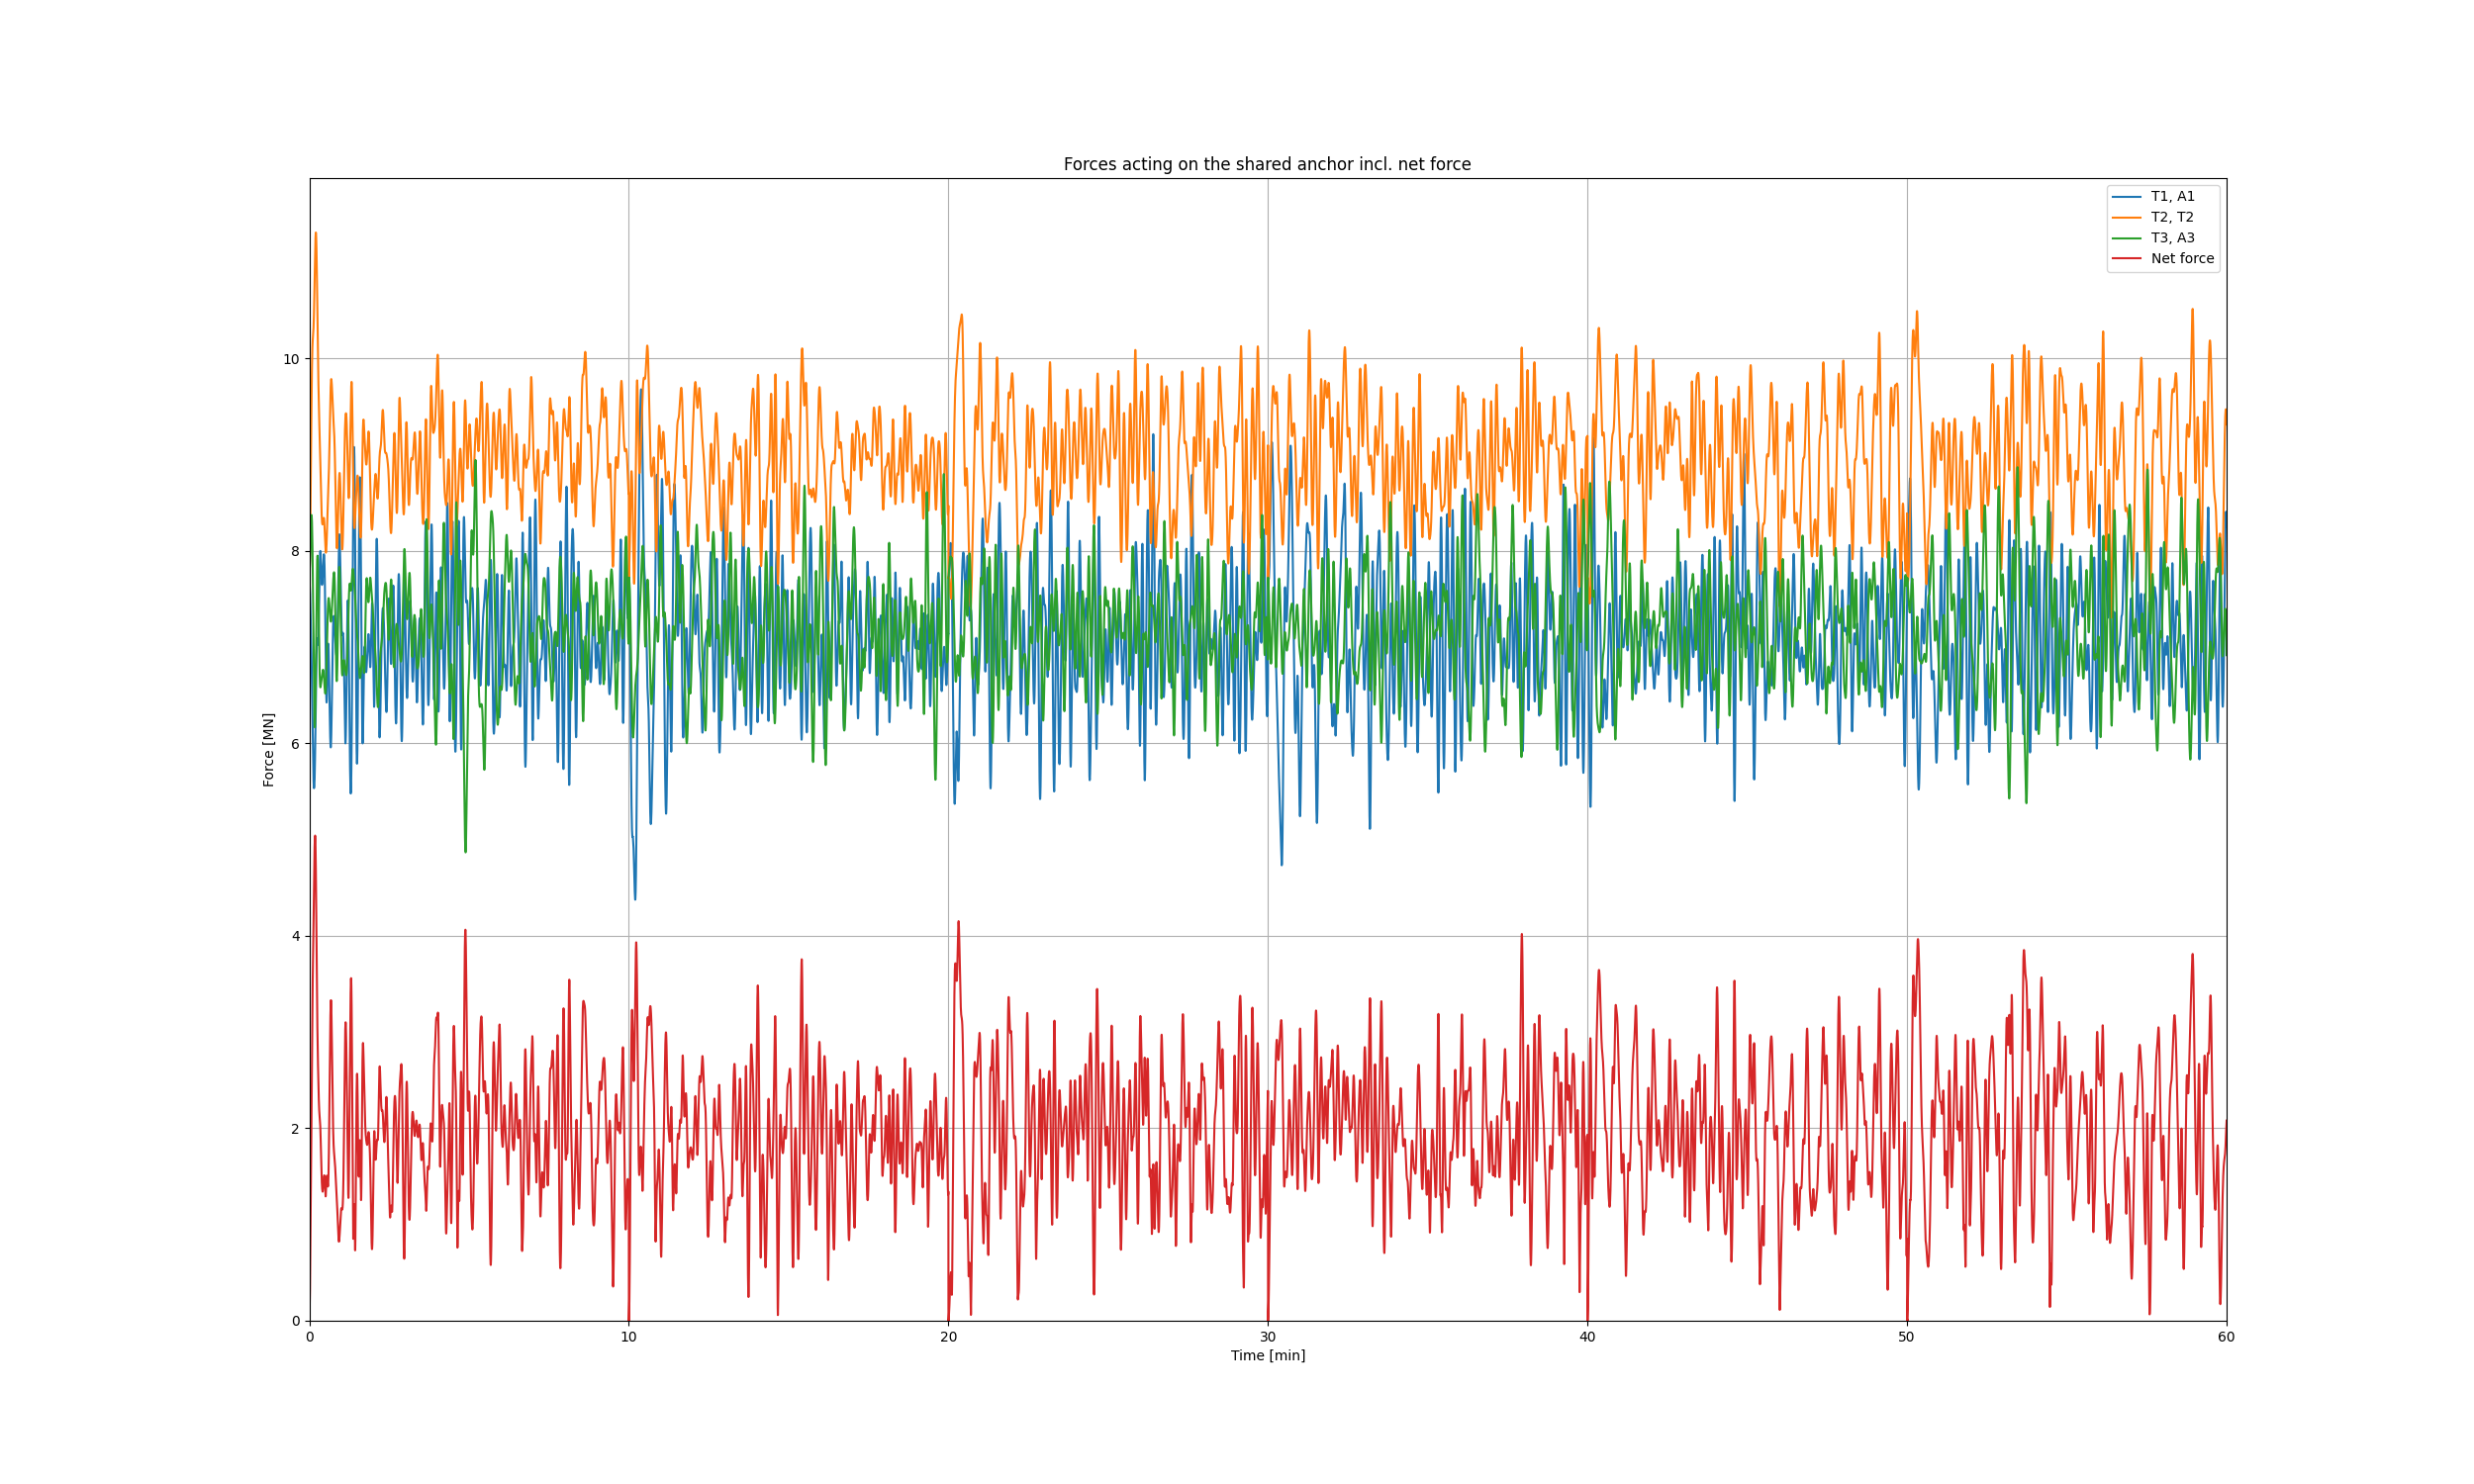 Forces acting on the shared anchor incl. net force
T1, A1
T2, T2
T3, A3
Net force
Force [MN]
10
8
6
4
2
0
0 10 20 30 40 50 60
Time [min]